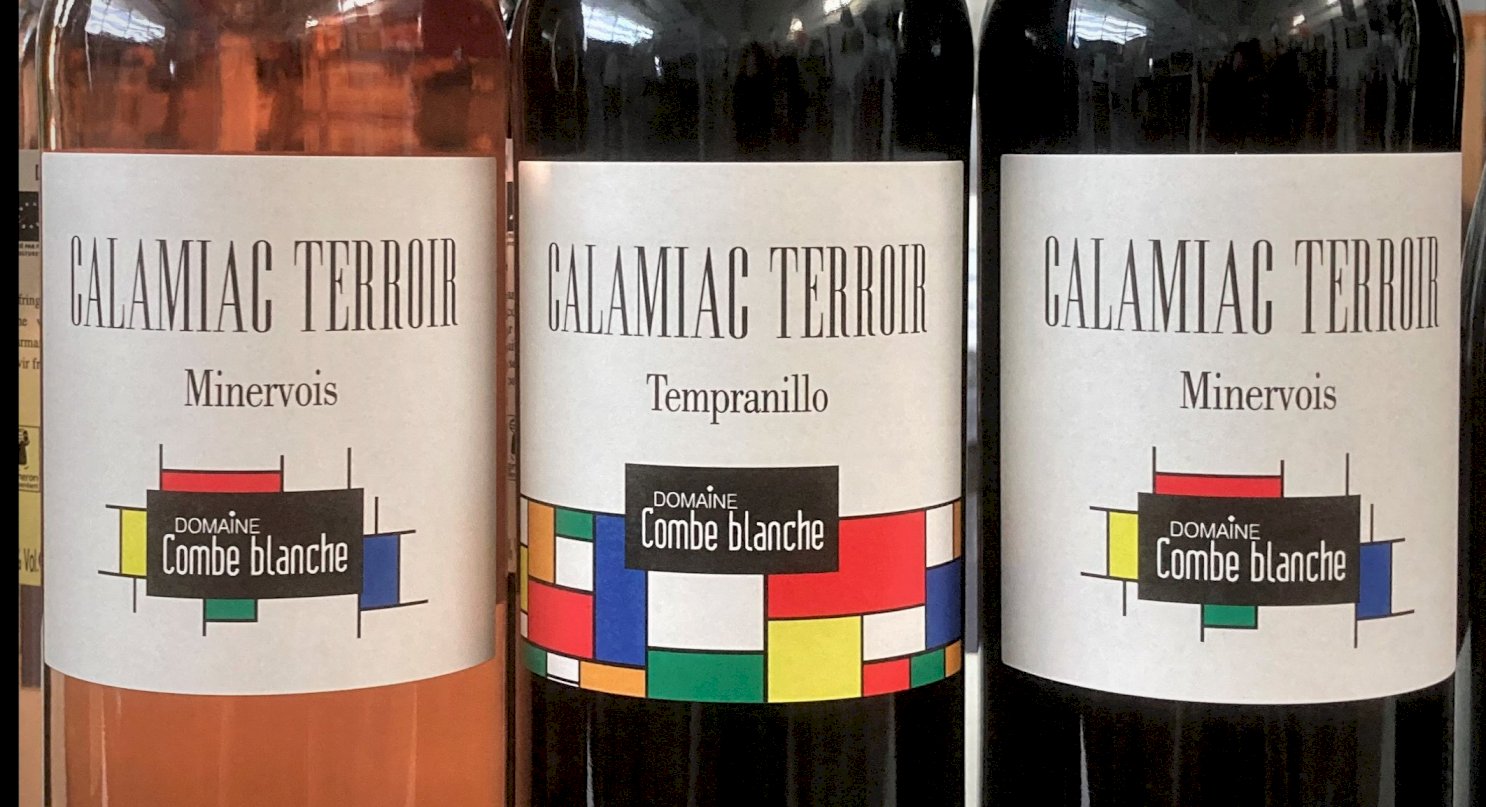 CALAMIAC TERROIR
Minervois
DOMAiNE
Combe blanche
CALAMIAC TERROIR
Tempranillo
DOMAiNE
Combe blanche
CALAMIAC TERROIR
Minervois
DOMAiNE
Combe blanche